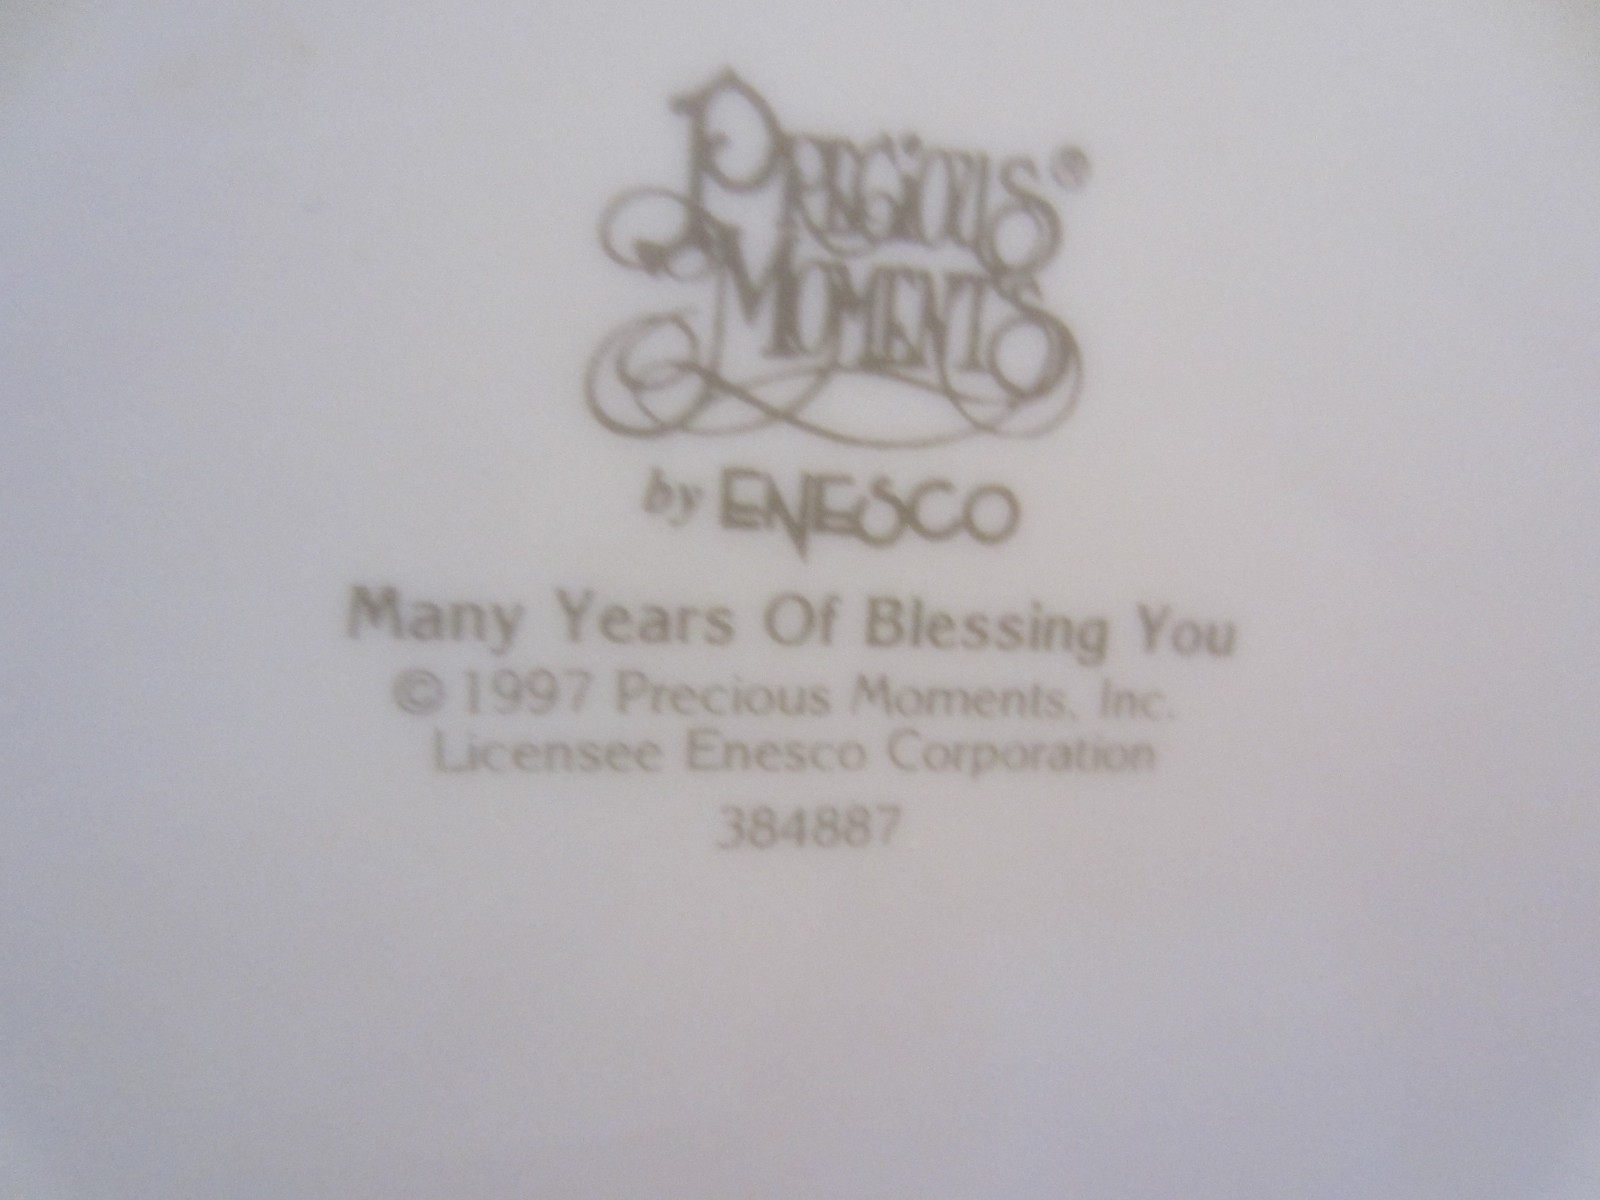 PRECIOUS ®
MOMENTS
by ENESCO
Many Years Of Blessing You
© 1997 Precious Moments, Inc.
Licensee Enesco Corporation
384887